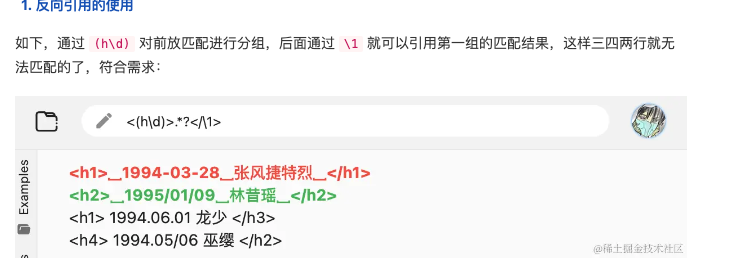 1. 反向引用的使用
如下，通过 (h\d) 对前放匹配进行分组，后面通过 \1 就可以引用第一组的匹配结果，这样三四两行就无
法匹配的了，符合需求：
<(h\d)>.*?</\1>
Examples
<h1>_1994-03-28_张风捷特烈_</h1>
<h2>_1995/01/09_林昔瑶_</h2>
<h1> 1994.06.01 龙少 </h3>
<h4> 1994.05/06 巫缨 </h2>
@稀土掘金技术社区